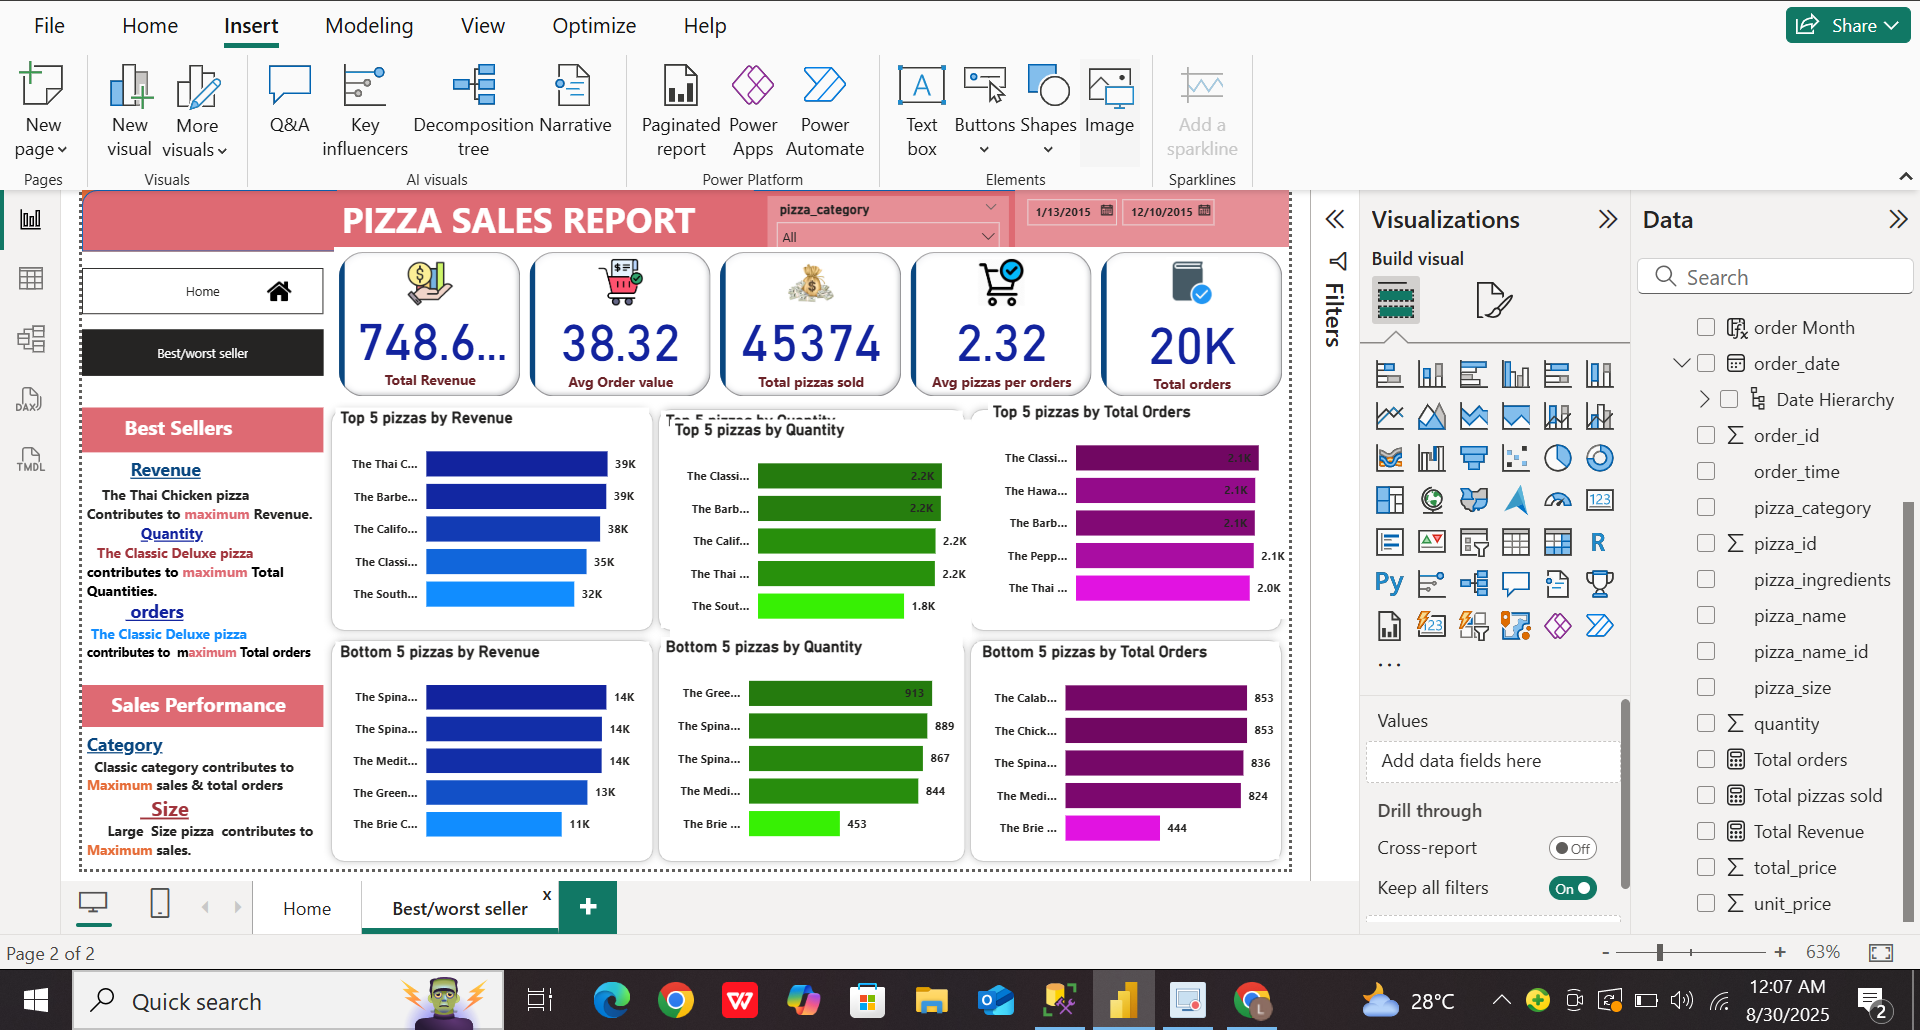 File Home Insert Modeling View Optimize Help Share
New page
New visual
More visuals
Q&A
Key influencers
Decomposition tree
Narrative
Paginated report
Power Apps
Power Automate
Text box
Buttons
Shapes
Image
Add a sparkline
Pages Visuals AI visuals Power Platform Elements Sparklines
DAX
TMDL
PIZZA SALES REPORT
pizza_category
All
1/13/2015
12/10/2015
Home
Best/worst seller
748.6...
Total Revenue
38.32
Avg Order value
45374
Total pizzas sold
2.32
Avg pizzas per orders
20K
Total orders
Best Sellers
Revenue
The Thai Chicken pizza
Contributes to maximum Revenue.
Quantity
The Classic Deluxe pizza
contributes to maximum Total
Quantities.
orders
The Classic Deluxe pizza
contributes to maximum Total orders
Sales Performance
Category
Classic category contributes to
Maximum sales & total orders
Size
Large Size pizza contributes to
Maximum sales.
Top 5 pizzas by Revenue
The Thai C... 39K
The Barbe... 39K
The Califo... 38K
The Classi... 35K
The South... 32K
Top 5 pizzas by Quantity
Top 5 pizzas by Quantity
The Classi... 2.2K
The Barb... 2.2K
The Calif... 2.2K
The Thai ... 2.2K
The Sout... 1.8K
Top 5 pizzas by Total Orders
The Classi... 2.1K
The Hawa... 2.1K
The Barb... 2.1K
The Pepp... 2.1K
The Thai ... 2.0K
Bottom 5 pizzas by Revenue
The Spina... 14K
The Spina... 14K
The Medit... 14K
The Green... 13K
The Brie C... 11K
Bottom 5 pizzas by Quantity
The Gree... 913
The Spina... 889
The Spina... 867
The Medi... 844
The Brie ... 453
Bottom 5 pizzas by Total Orders
The Calab... 853
The Chick... 853
The Spina... 836
The Medi... 824
The Brie ... 444
Filters
Visualizations
Build visual
123
R
Py
123
...
Values
Add data fields here
Drill through
Cross-report Off
Keep all filters On
Data
Search
order Month
order_date
Date Hierarchy
order_id
order_time
pizza_category
pizza_id
pizza_ingredients
pizza_name
pizza_name_id
pizza_size
quantity
Total orders
Total pizzas sold
Total Revenue
total_price
unit_price
Home
Best/worst seller x
+
Page 2 of 2
- + 63%
Quick search
W
L
28°C
12:07 AM
8/30/2025
2